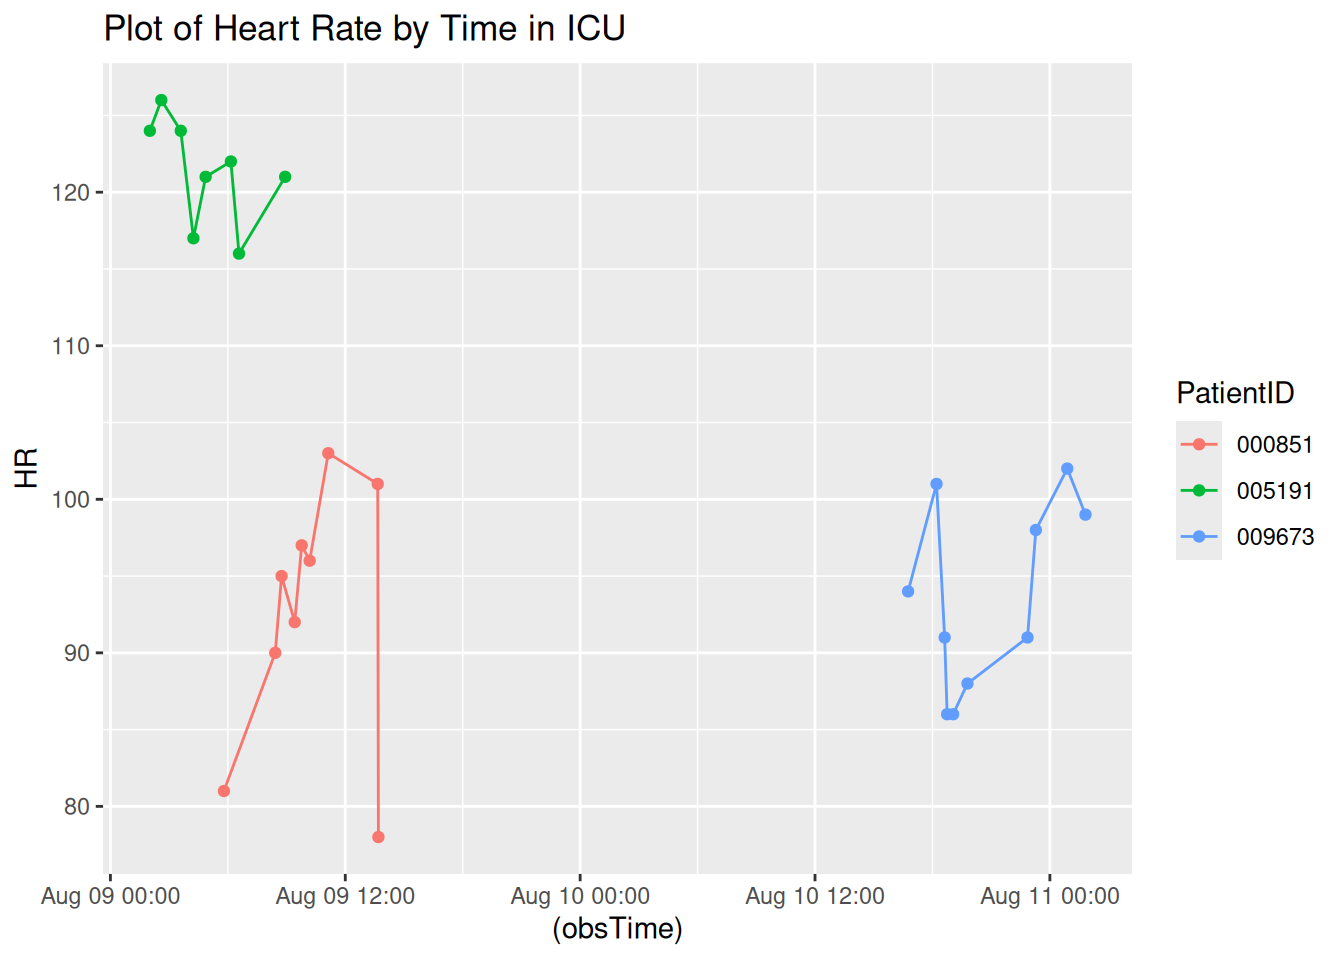 Plot of Heart Rate by Time in ICU
120
110
100
90
80
HR
Aug 09 00:00 Aug 09 12:00 Aug 10 00:00 Aug 10 12:00 Aug 11 00:00
(obsTime)
PatientID
000851
005191
009673